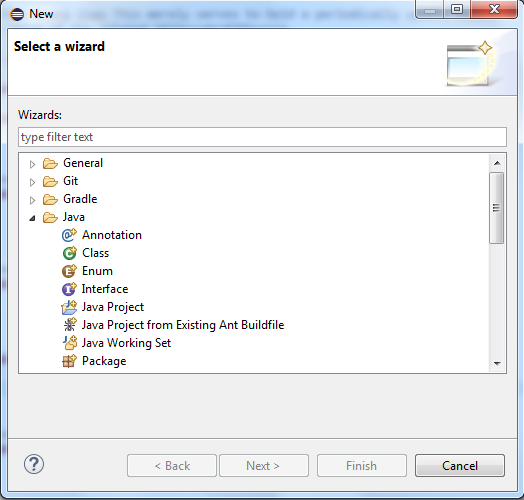 New
Select a wizard
Wizards:
type filter text
General
Git
Gradle
Java
Annotation
Class
Enum
Interface
Java Project
Java Project from Existing Ant Buildfile
Java Working Set
Package
< Back
Next >
Finish
Cancel